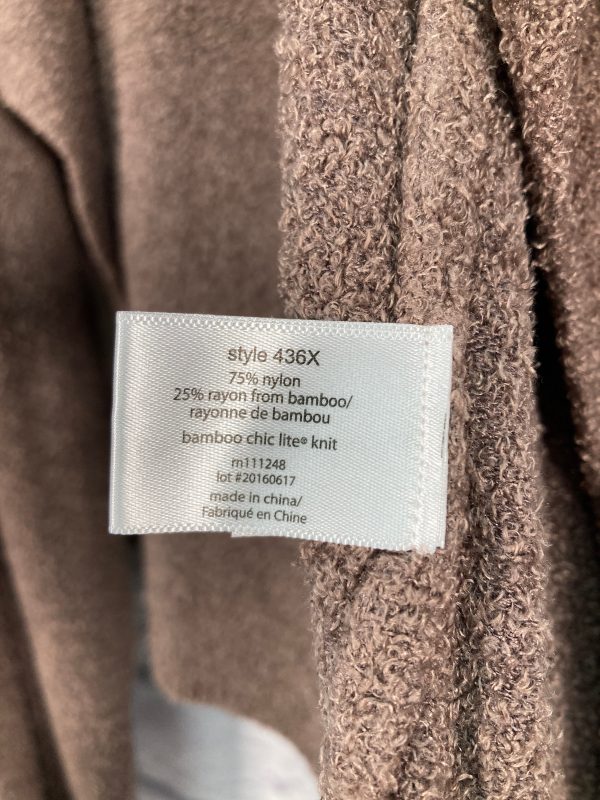 style 436X
75% nylon
25% rayon from bamboo/
rayonne de bambou
bamboo chic lite® knit
rn111248
lot #20160617
made in china/
Fabriqué en Chine